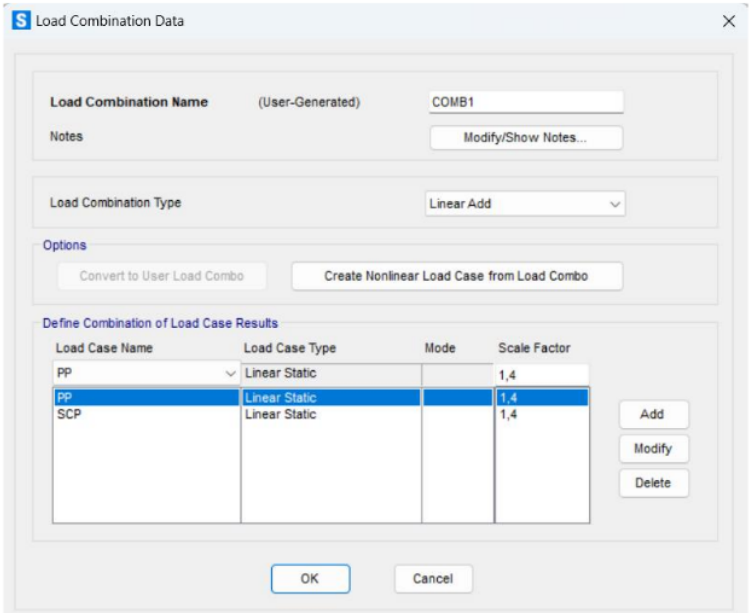 S Load Combination Data
Load Combination Name (User-Generated) COMB1
Notes Modify/Show Notes...
Load Combination Type Linear Add
Options
Convert to User Load Combo Create Nonlinear Load Case from Load Combo
Define Combination of Load Case Results
Load Case Name Load Case Type Mode Scale Factor
PP Linear Static 1,4
PP Linear Static 1,4
SCP Linear Static 1,4
Add
Modify
Delete
OK Cancel